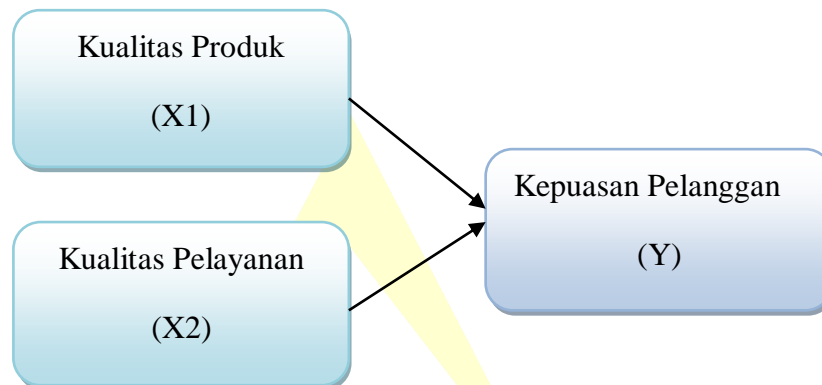 Kualitas Produk
(X1)
Kepuasan Pelanggan
(Y)
Kualitas Pelayanan
(X2)